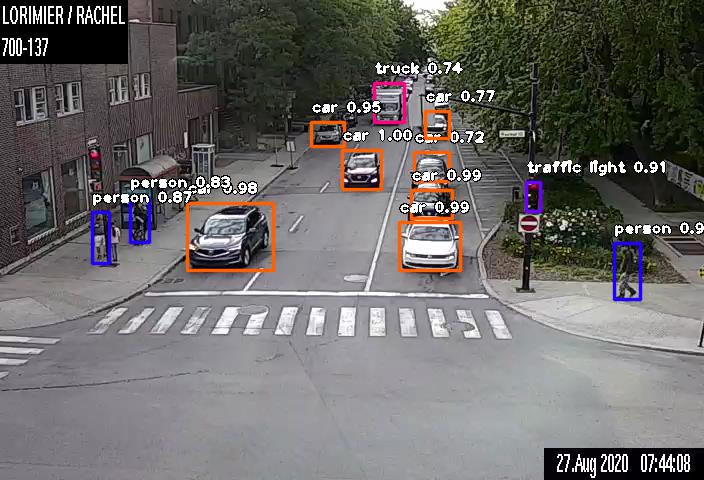 LORIMIER / RACHEL
700-137
truck 0.74
car 0.77
car 0.95
car 1.00
0.72
car 0.99
traffic light 0.91
person 0.83
0.98
person 0.87
car 0.99
person 0.9
27.Aug 2020 07:44:08